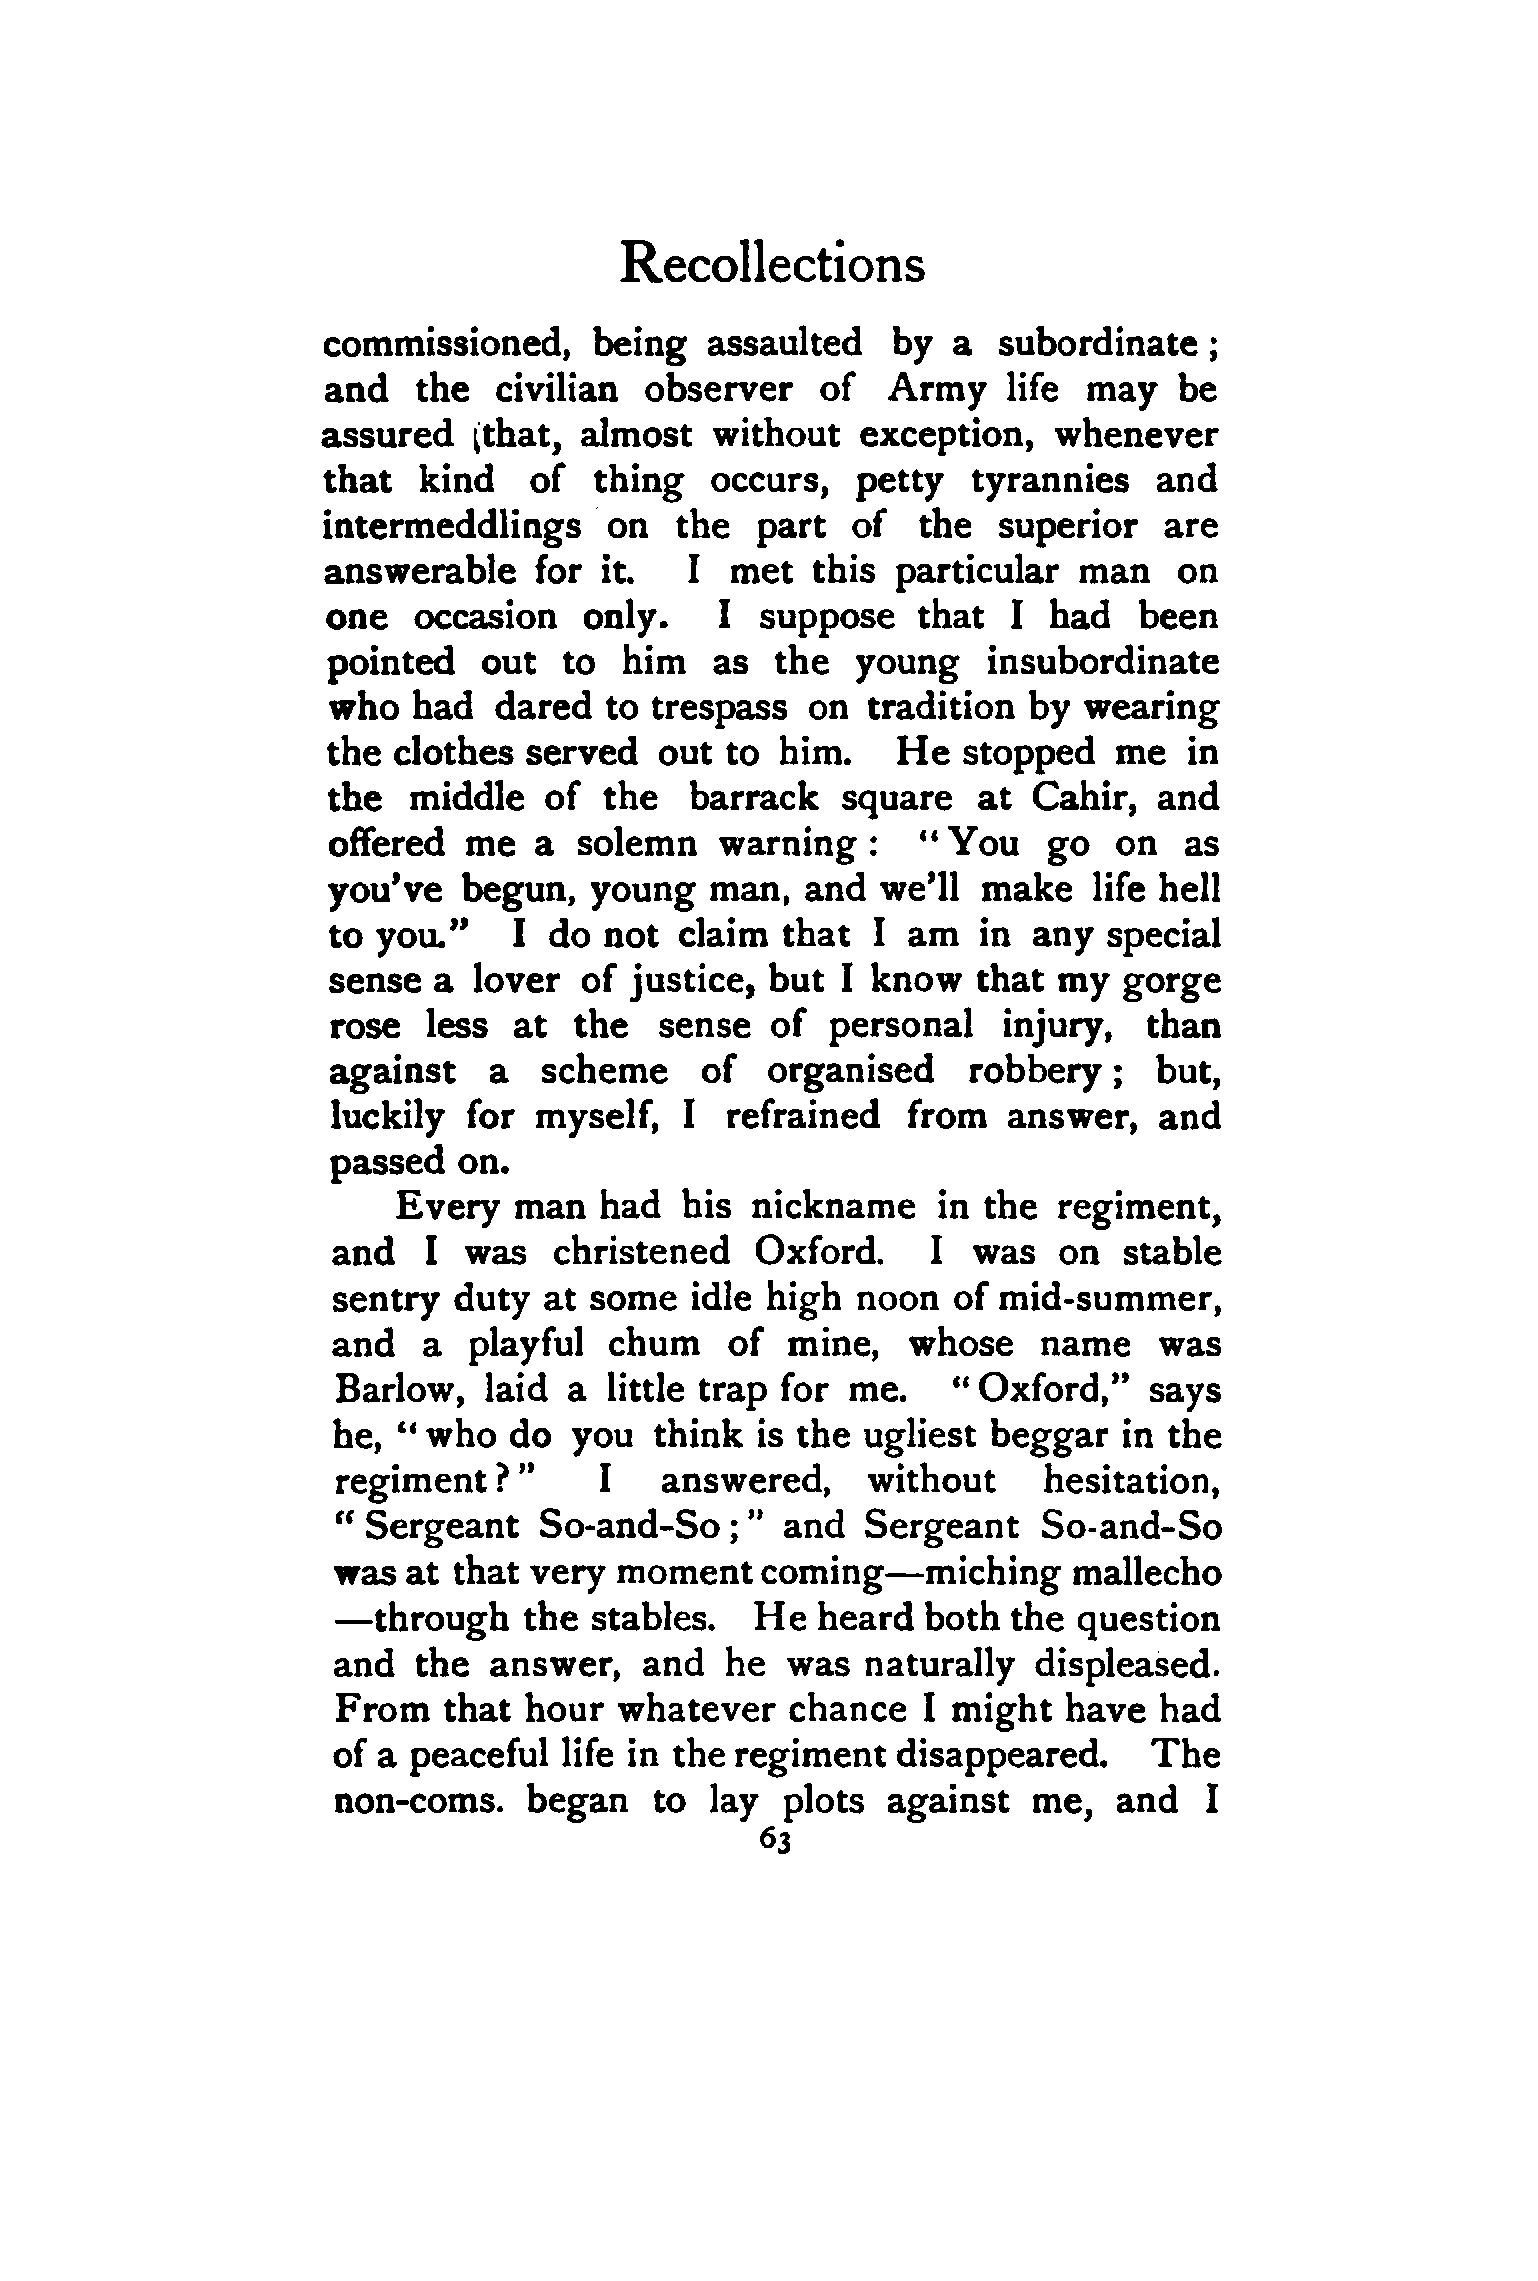 Recollections
commissioned, being assaulted by a subordinate ;
and the civilian observer of Army life may be
assured that, almost without exception, whenever
that kind of thing occurs, petty tyrannies and
intermeddlings on the part of the superior are
answerable for it. I met this particular man on
one occasion only. I suppose that I had been
pointed out to him as the young insubordinate
who had dared to trespass on tradition by wearing
the clothes served out to him. He stopped me in
the middle of the barrack square at Cahir, and
offered me a solemn warning : “You go on as
you’ve begun, young man, and we’ll make life hell
to you.” I do not claim that I am in any special
sense a lover of justice, but I know that my gorge
rose less at the sense of personal injury, than
against a scheme of organised robbery ; but,
luckily for myself, I refrained from answer, and
passed on.
Every man had his nickname in the regiment,
and I was christened Oxford. I was on stable
sentry duty at some idle high noon of mid-summer,
and a playful chum of mine, whose name was
Barlow, laid a little trap for me. “Oxford,” says
he, “who do you think is the ugliest beggar in the
regiment ?” I answered, without hesitation,
“Sergeant So-and-So ;” and Sergeant So-and-So
was at that very moment coming—miching mallecho
—through the stables. He heard both the question
and the answer, and he was naturally displeased.
From that hour whatever chance I might have had
of a peaceful life in the regiment disappeared. The
non-coms. began to lay plots against me, and I
63